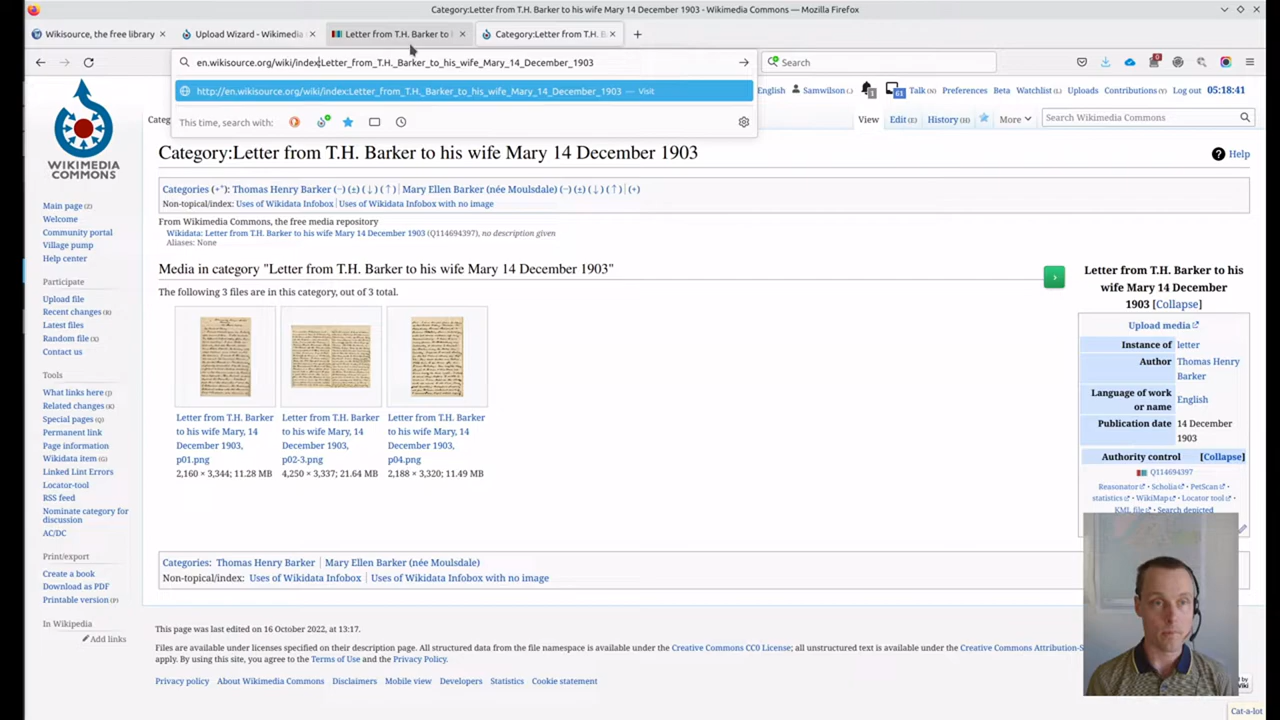 Category:Letter from T.H. Barker to his wife Mary 14 December 1903 - Wikimedia Commons — Mozilla Firefox
Wikisource, the free library
Upload Wizard - Wikimedia
Letter from T.H. Barker to
Category:Letter from T.H. B
en.wikisource.org/wiki/index:Letter_from_T.H._Barker_to_his_wife_Mary_14_December_1903
Search
http://en.wikisource.org/wiki/index:Letter_from_T.H._Barker_to_his_wife_Mary_14_December_1903 — Visit
English
Samwilson
1
61
Talk
Preferences
Beta
Watchlist
Uploads
Contributions
Log out
05:18:41
This time, search with:
Categ
View
Edit
History
More
Search Wikimedia Commons
WIKIMEDIA
COMMONS
Category:Letter from T.H. Barker to his wife Mary 14 December 1903
Help
Categories (+⁺): Thomas Henry Barker (−) (±) (↓) (↑) | Mary Ellen Barker (née Moulsdale) (−) (±) (↓) (↑) | (+)
Non-topical/index: Uses of Wikidata Infobox | Uses of Wikidata Infobox with no image
From Wikimedia Commons, the free media repository
Wikidata: Letter from T.H. Barker to his wife Mary 14 December 1903 (Q114694397), no description given
Aliases: None
Media in category "Letter from T.H. Barker to his wife Mary 14 December 1903"
The following 3 files are in this category, out of 3 total.
Letter from T.H. Barker
to his wife Mary, 14
December 1903,
p01.png
2,160 × 3,344; 11.28 MB
Letter from T.H. Barker
to his wife Mary, 14
December 1903,
p02-3.png
4,250 × 3,337; 21.64 MB
Letter from T.H. Barker
to his wife Mary, 14
December 1903,
p04.png
2,188 × 3,320; 11.49 MB
Letter from T.H. Barker to his
wife Mary 14 December
1903 [Collapse]
Upload media
Instance of letter
Author Thomas Henry
Barker
Language of work
or name English
Publication date 14 December
1903
Authority control [Collapse]
Q114694397
Reasonator • Scholia • PetScan •
statistics • WikiMap • Locator tool •
KML file • Search depicted
Main page
Welcome
Community portal
Village pump
Help center
Participate
Upload file
Recent changes
Latest files
Random file
Contact us
Tools
What links here
Related changes
Special pages
Permanent link
Page information
Wikidata item
Linked Lint Errors
Locator-tool
RSS feed
Nominate category for
discussion
AC/DC
Print/export
Create a book
Download as PDF
Printable version
In Wikipedia
Add links
Categories: Thomas Henry Barker | Mary Ellen Barker (née Moulsdale)
Non-topical/index: Uses of Wikidata Infobox | Uses of Wikidata Infobox with no image
This page was last edited on 16 October 2022, at 13:17.
Files are available under licenses specified on their description page. All structured data from the file namespace is available under the Creative Commons CC0 License; all unstructured text is available under the Creative Commons Attribution-S
apply. By using this site, you agree to the Terms of Use and the Privacy Policy.
Privacy policy
About Wikimedia Commons
Disclaimers
Mobile view
Developers
Statistics
Cookie statement
Cat-a-lot